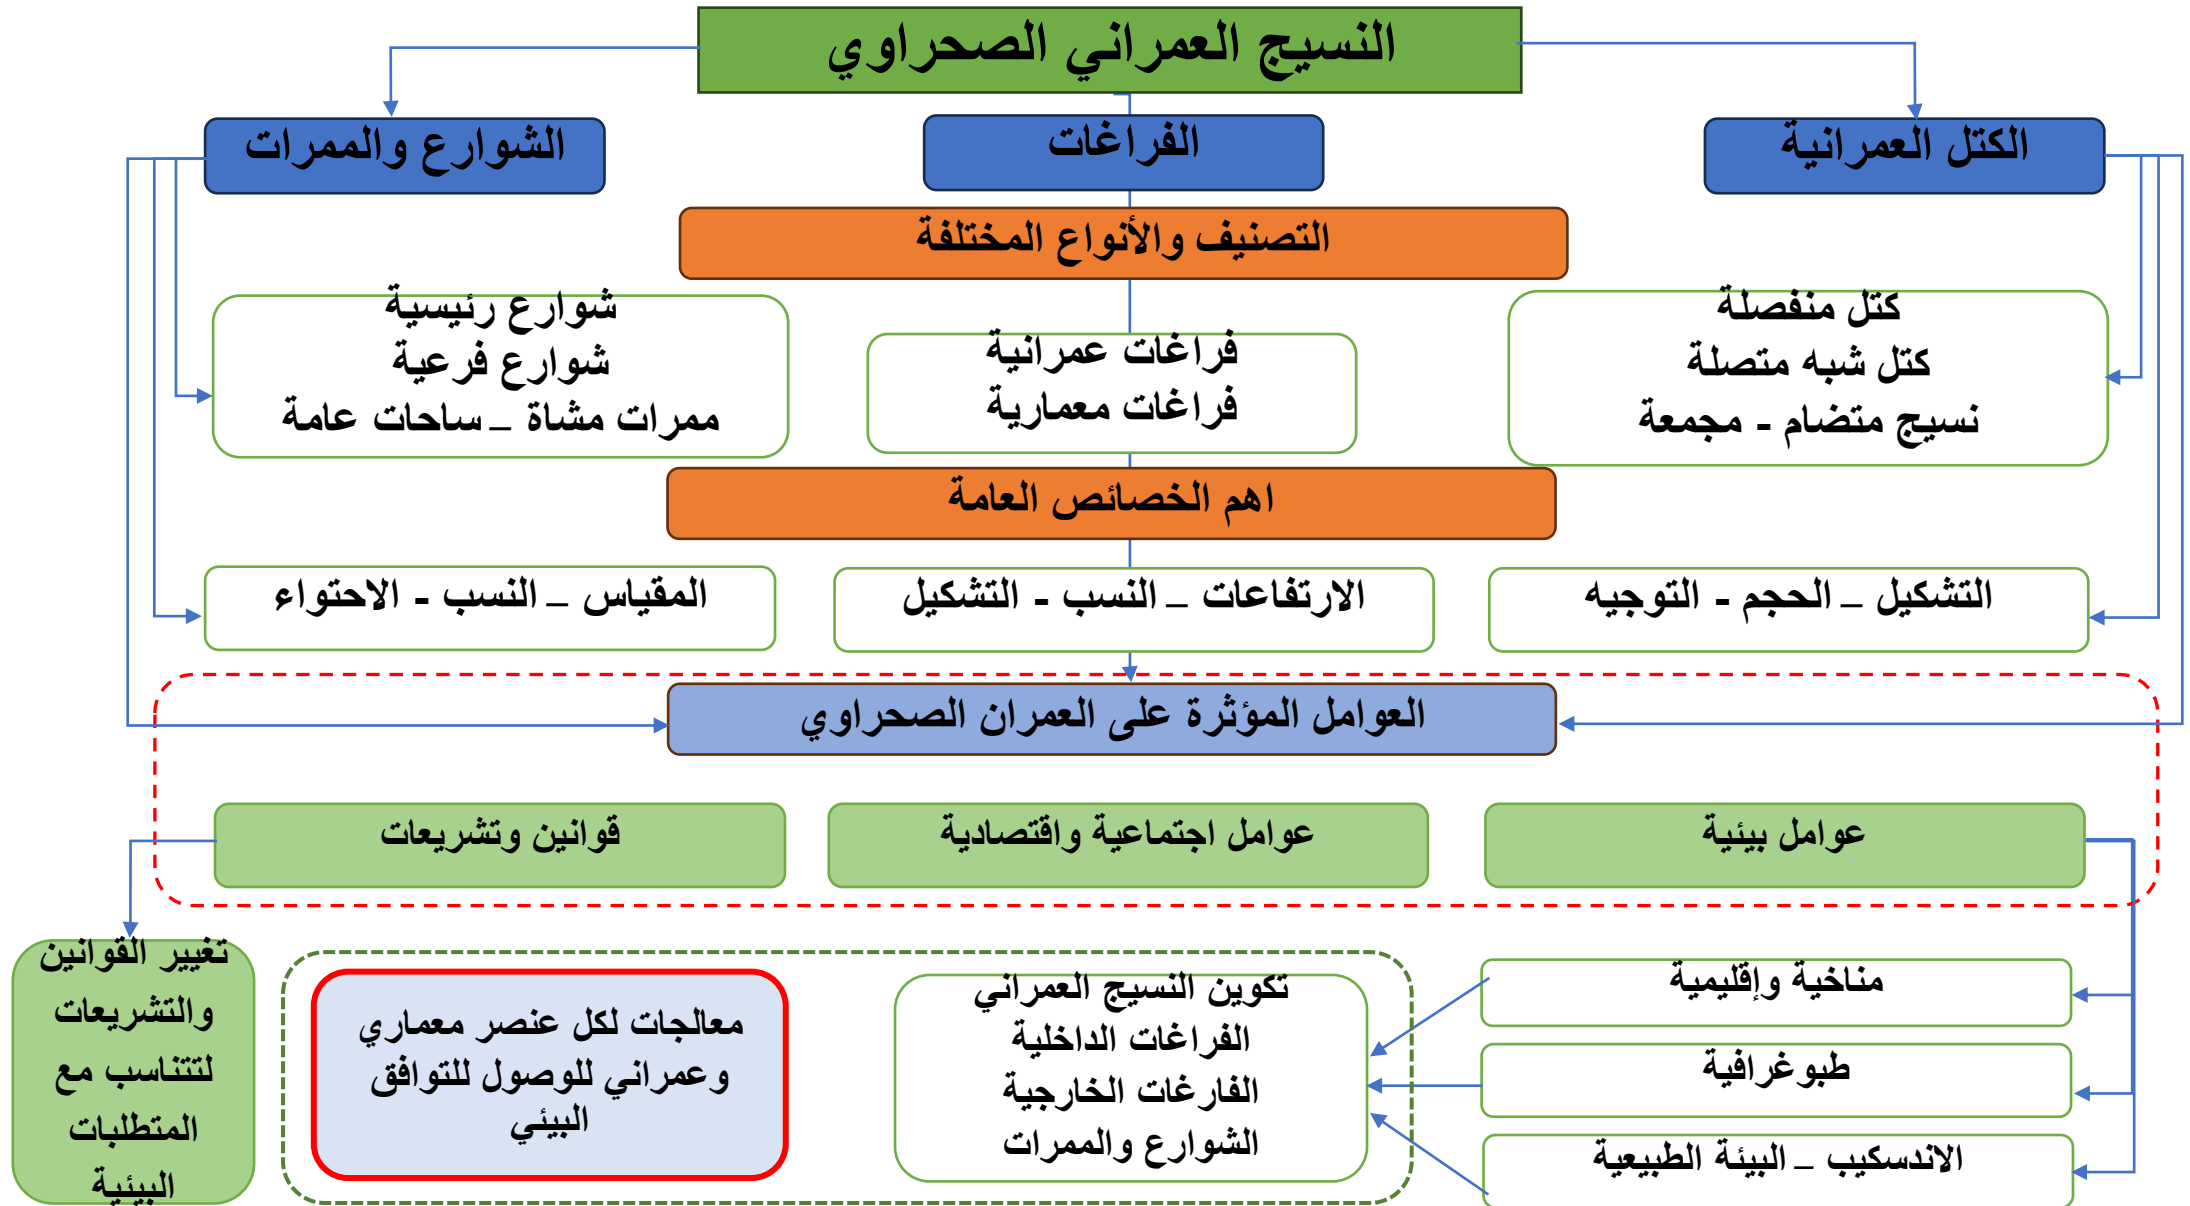 النسيج العمراني الصحراوي
الكتل العمرانية
الفراغات
الشوارع والممرات
التصنيف والأنواع المختلفة
كتل منفصلة
كتل شبه متصلة
نسيج متضام - مجمعة
فراغات عمرانية
فراغات معمارية
شوارع رئيسية
شوارع فرعية
ممرات مشاة – ساحات عامة
اهم الخصائص العامة
التشكيل – الحجم - التوجيه
الارتفاعات – النسب - التشكيل
المقياس – النسب - الاحتواء
العوامل المؤثرة على العمران الصحراوي
عوامل بيئية
عوامل اجتماعية واقتصادية
قوانين وتشريعات
مناخية وإقليمية
طبوغرافية
الاندسكيب – البيئة الطبيعية
تكوين النسيج العمراني
الفراغات الداخلية
الفارغات الخارجية
الشوارع والممرات
معالجات لكل عنصر معماري
وعمراني للوصول للتوافق
البيئي
تغيير القوانين
والتشريعات
لتتناسب مع
المتطلبات
البيئية